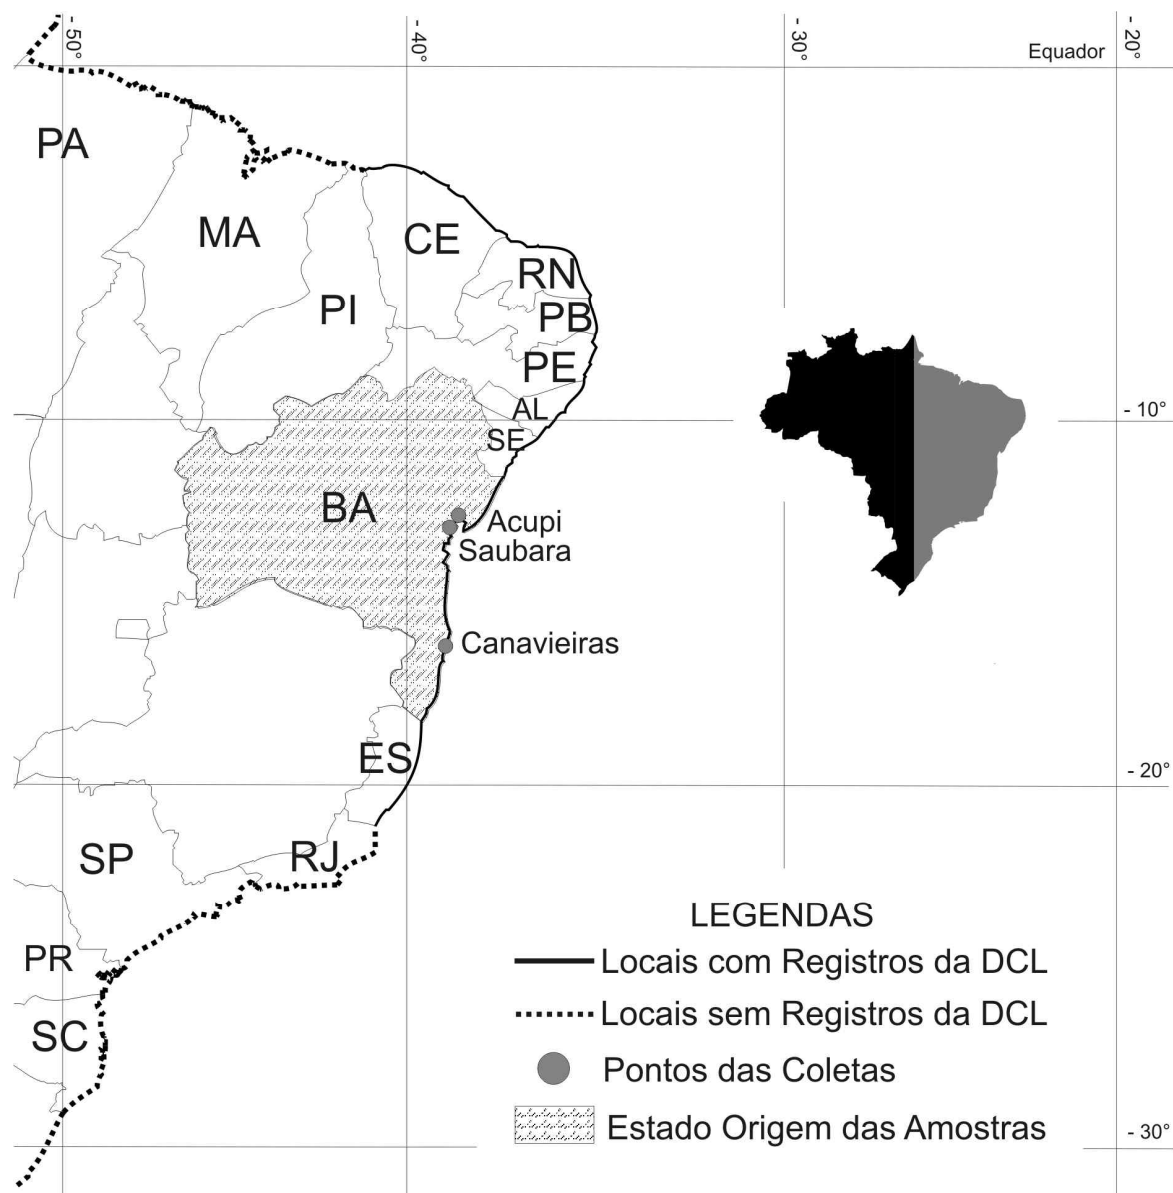 - 50°
- 40°
- 30°
- 20°
Equador
PA
MA
CE
RN
PI
PB
PE
AL
- 10°
SE
BA
Acupi
Saubara
Canavieiras
ES
- 20°
SP
RJ
PR
SC
LEGENDAS
Locais com Registros da DCL
Locais sem Registros da DCL
Pontos das Coletas
Estado Origem das Amostras
- 30°